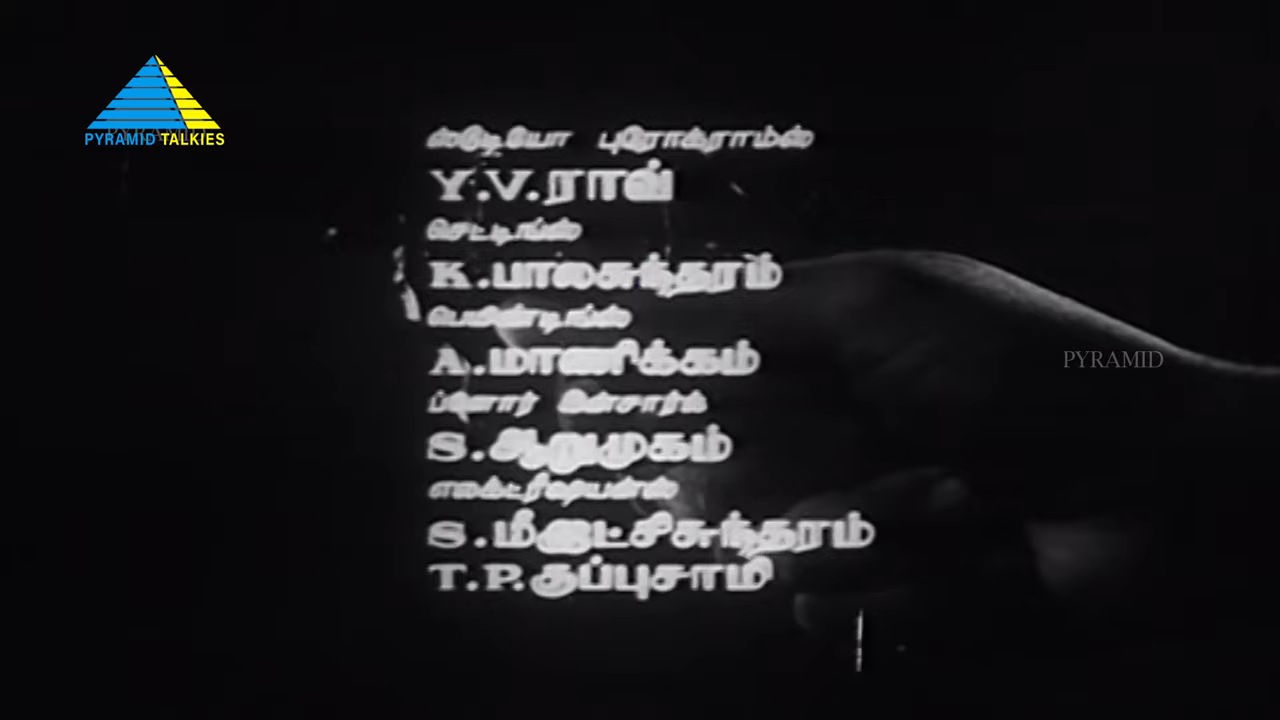 PYRAMID TALKIES
ஸ்டூடியோ புரோக்ராம்ஸ்
Y.V.ராவ்
செட்டிங்ஸ்
K.பாலசுந்தரம்
பெயிண்டிங்ஸ்
A.மாணிக்கம்
ப்ளோர் இன்சார்ஜ்
S.ஆறுமுகம்
எலக்ட்ரீஷியன்ஸ்
S.மீனாட்சிசுந்தரம்
T.P.குப்புசாமி
PYRAMID